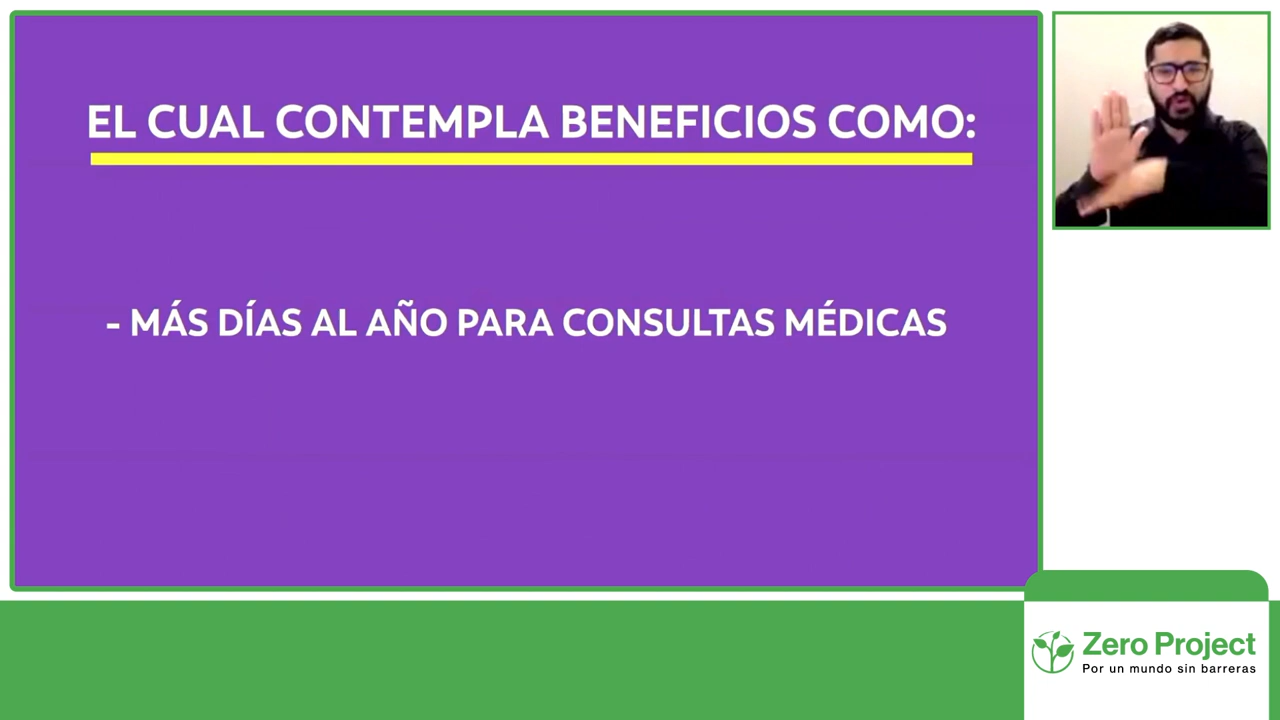 EL CUAL CONTEMPLA BENEFICIOS COMO:
- MÁS DÍAS AL AÑO PARA CONSULTAS MÉDICAS
Zero Project
Por un mundo sin barreras